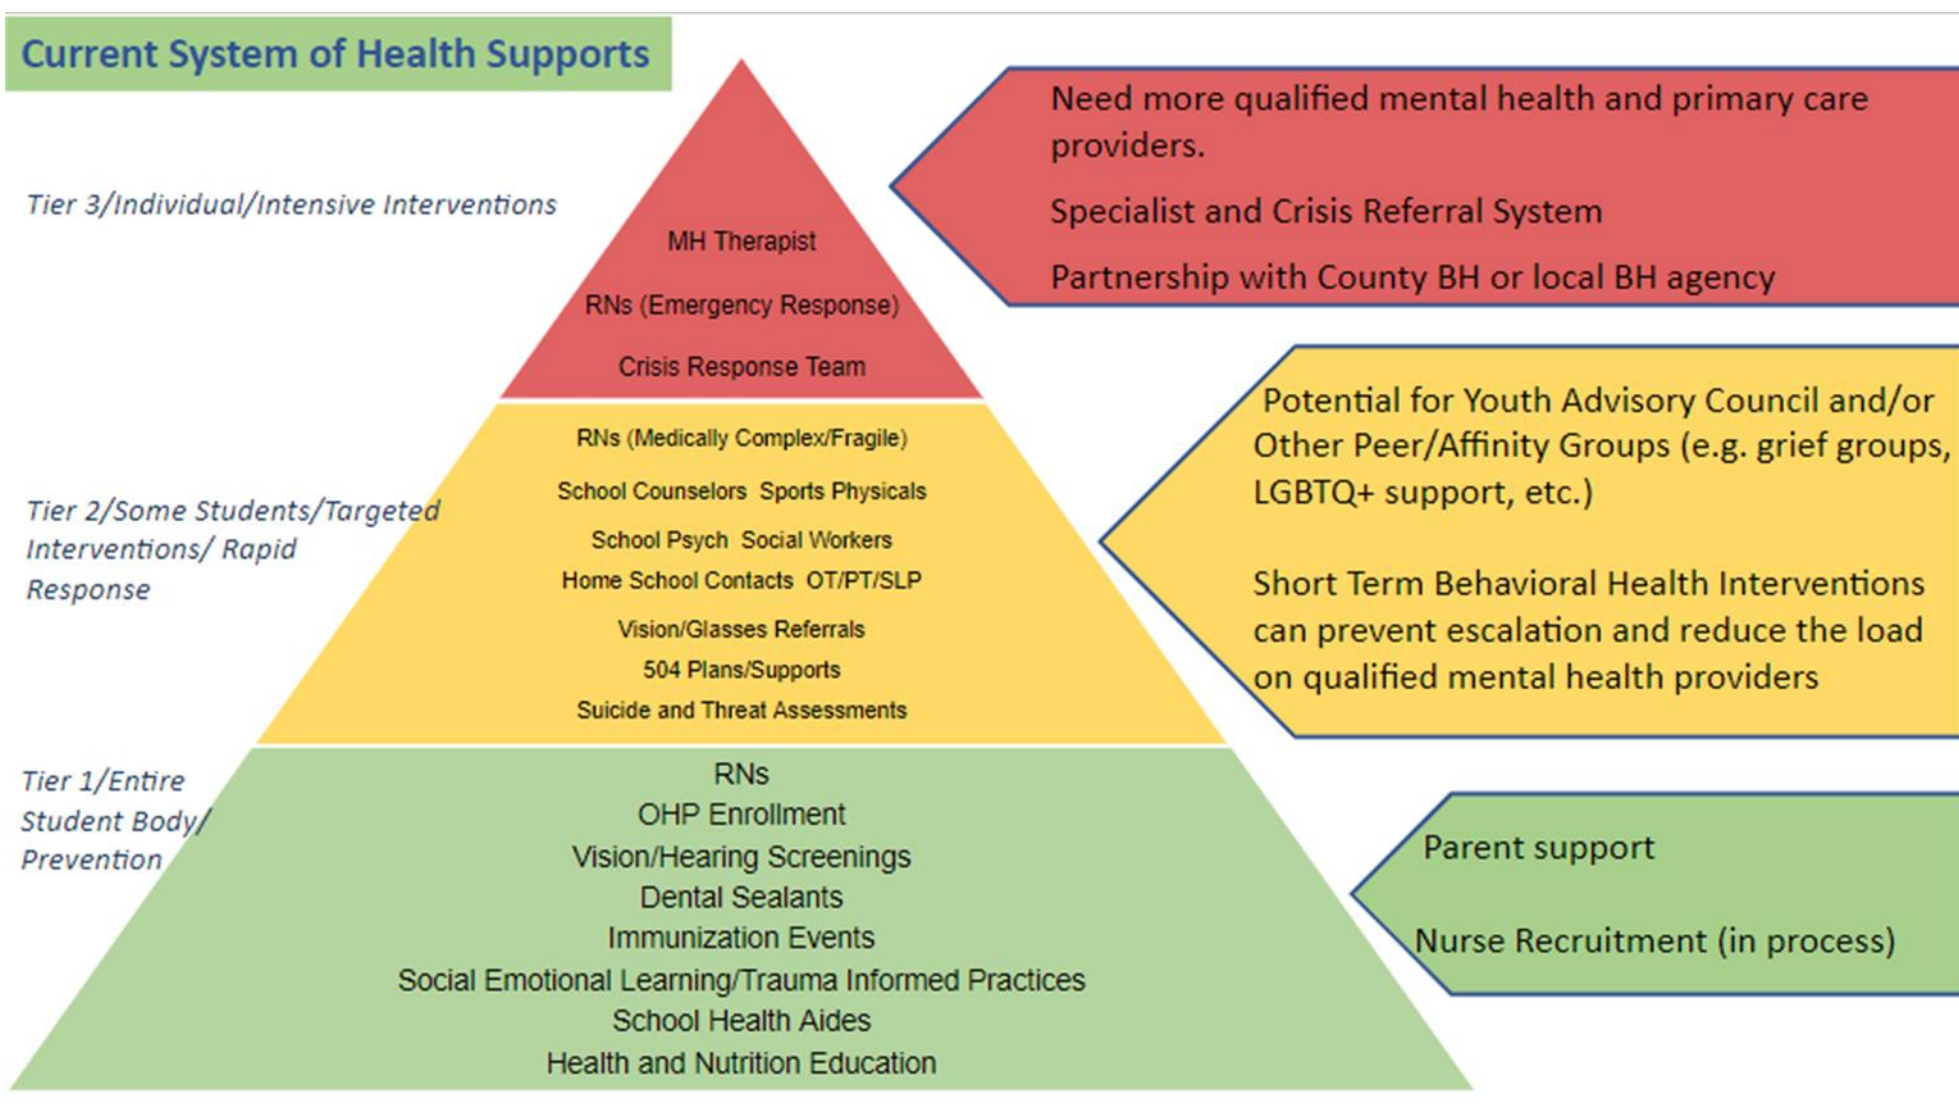 Current System of Health Supports
Tier 3/Individual/Intensive Interventions
MH Therapist
RNs (Emergency Response)
Crisis Response Team
Need more qualified mental health and primary care
providers.
Specialist and Crisis Referral System
Partnership with County BH or local BH agency
Tier 2/Some Students/Targeted
Interventions/ Rapid
Response
RNs (Medically Complex/Fragile)
School Counselors  Sports Physicals
School Psych  Social Workers
Home School Contacts  OT/PT/SLP
Vision/Glasses Referrals
504 Plans/Supports
Suicide and Threat Assessments
Potential for Youth Advisory Council and/or
Other Peer/Affinity Groups (e.g. grief groups,
LGBTQ+ support, etc.)
Short Term Behavioral Health Interventions
can prevent escalation and reduce the load
on qualified mental health providers
Tier 1/Entire
Student Body/
Prevention
RNs
OHP Enrollment
Vision/Hearing Screenings
Dental Sealants
Immunization Events
Social Emotional Learning/Trauma Informed Practices
School Health Aides
Health and Nutrition Education
Parent support
Nurse Recruitment (in process)